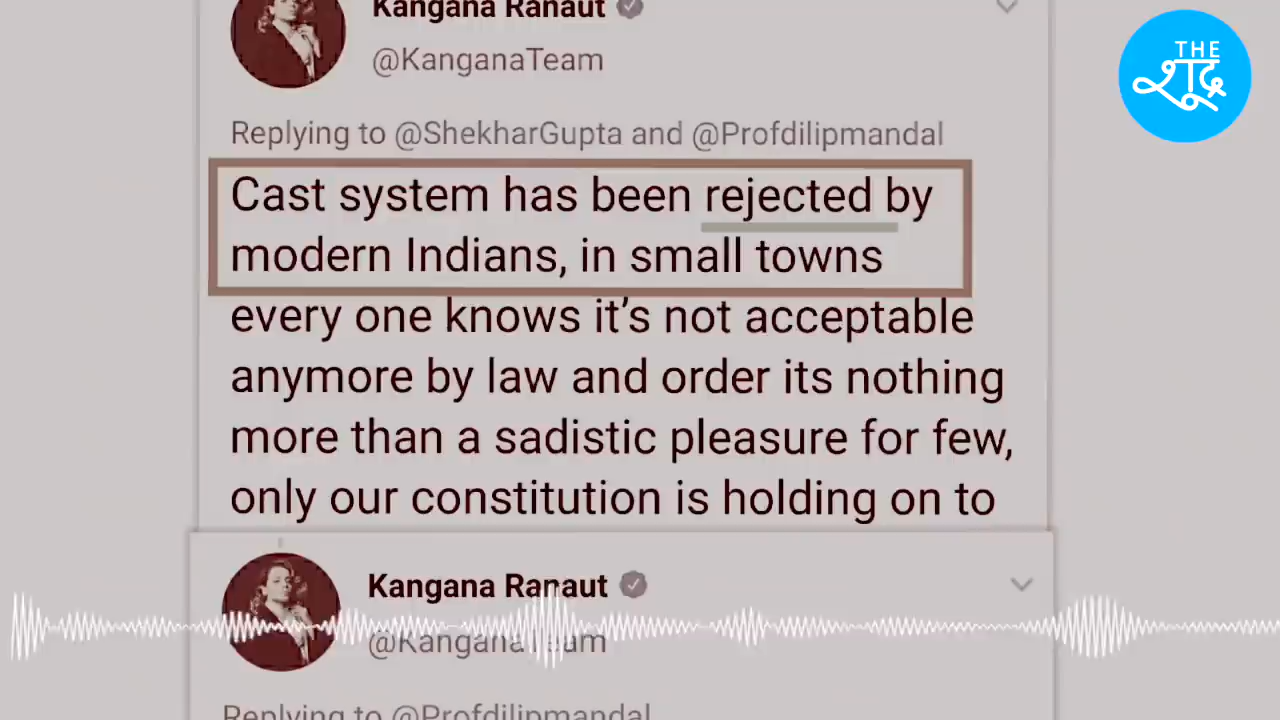 Kangana Ranaut
@KanganaTeam
THE
शूद्र
Replying to @ShekharGupta and @Profdilipmandal
Cast system has been rejected by
modern Indians, in small towns
every one knows it’s not acceptable
anymore by law and order its nothing
more than a sadistic pleasure for few,
only our constitution is holding on to
Kangana Ranaut
@KanganaTeam
Replying to @Profdilipmandal